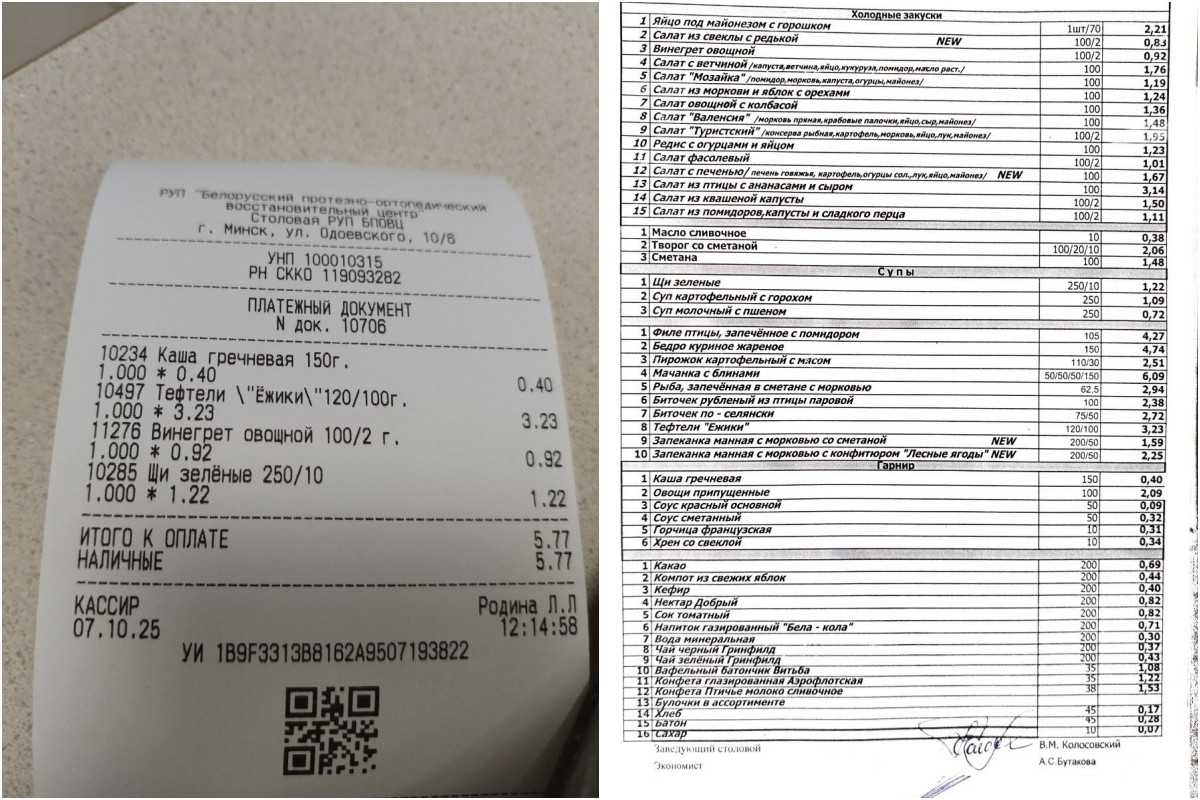 РУП "Белорусский протезно-ортопедический
восстановительный центр"
Столовая РУП БПОВЦ
г. Минск, ул. Одоевского, 10/6
УНП 100010315
РН СККО 119093282
ПЛАТЕЖНЫЙ ДОКУМЕНТ
N док. 10706
10234 Каша гречневая 150г.
1.000 * 0.40 0.40
10497 Тефтели \"Ёжики\"120/100г.
1.000 * 3.23 3.23
11276 Винегрет овощной 100/2 г.
1.000 * 0.92 0.92
10285 Щи зелёные 250/10
1.000 * 1.22 1.22
ИТОГО К ОПЛАТЕ 5.77
НАЛИЧНЫЕ 5.77
КАССИР Родина Л.Л
07.10.25 12:14:58
УИ 1B9F3313B8162A9507193822
Холодные закуски
1 Яйцо под майонезом с горошком 1шт/70 2,21
2 Салат из свеклы с редькой NEW 100/2 0,83
3 Винегрет овощной 100/2 0,92
4 Салат с ветчиной /капуста,ветчина,яйцо,кукуруза,помидор,масло раст./ 100 1,76
5 Салат "Мозайка" /помидор,морковь,капуста,огурцы,майонез/ 100 1,19
6 Салат из моркови и яблок с орехами 100 1,24
7 Салат овощной с колбасой 100 1,36
8 Салат "Валенсия" /морковь пряная,крабовые палочки,яйцо,сыр,майонез/ 100 1,48
9 Салат "Туристский" /консерва рыбная,картофель,морковь,яйцо,лук,майонез/ 100/2 1,95
10 Редис с огурцами и яйцом 100 1,23
11 Салат фасолевый 100/2 1,01
12 Салат с печенью/ печень говяжья, картофель,огурцы сол.,лук,яйцо,майонез/ NEW 100 1,67
13 Салат из птицы с ананасами и сыром 100 3,14
14 Салат из квашеной капусты 100/2 1,50
15 Салат из помидоров,капусты и сладкого перца 100/2 1,11
1 Масло сливочное 10 0,38
2 Творог со сметаной 100/20/10 2,06
3 Сметана 100 1,48
Супы
1 Щи зеленые 250/10 1,22
2 Суп картофельный с горохом 250 1,09
3 Суп молочный с пшеном 250 0,72
1 Филе птицы, запечённое с помидором 105 4,27
2 Бедро куриное жареное 150 4,74
3 Пирожок картофельный с мясом 110/30 2,51
4 Мачанка с блинами 50/50/50/150 6,09
5 Рыба, запечённая в сметане с морковью 62,5 2,94
6 Биточек рубленый из птицы паровой 100 2,38
7 Биточек по - селянски 75/50 2,72
8 Тефтели "Ежики" 120/100 3,23
9 Запеканка манная с морковью со сметаной NEW 200/50 1,59
10 Запеканка манная с морковью с конфитюром "Лесные ягоды" NEW 200/50 2,25
Гарнир
1 Каша гречневая 150 0,40
2 Овощи припущенные 100 2,09
3 Соус красный основной 50 0,09
4 Соус сметанный 50 0,32
5 Горчица французская 10 0,31
6 Хрен со свеклой 10 0,34
1 Какао 200 0,69
2 Компот из свежих яблок 200 0,44
3 Кефир 200 0,40
4 Нектар Добрый 200 0,82
5 Сок томатный 200 0,82
6 Напиток газированный "Бела - кола" 200 0,71
7 Вода минеральная 200 0,30
8 Чай черный Гринфилд 200 0,37
9 Чай зелёный Гринфилд 200 0,43
10 Вафельный батончик Витьба 35 1,08
11 Конфета глазированная Аэрофлотская 35 1,22
12 Конфета Птичье молоко сливочное 38 1,53
13 Булочки в ассортименте
14 Хлеб 45 0,17
15 Батон 45 0,28
16 Сахар 10 0,07
Заведующий столовой В.М. Колосовский
Экономист А.С.Бутакова